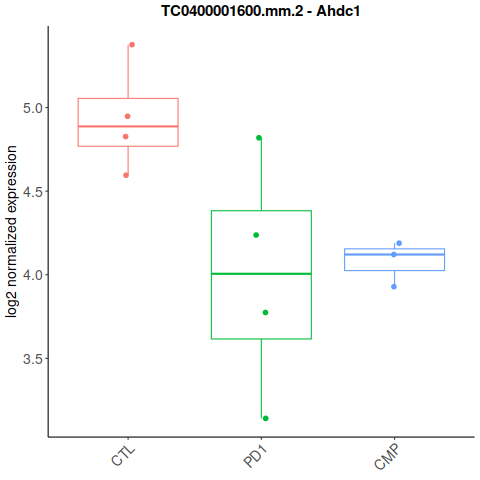 TC0400001600.mm.2 - Ahdc1
log2 normalized expression
5.0
4.5
4.0
3.5
CTL
PD1
CMP